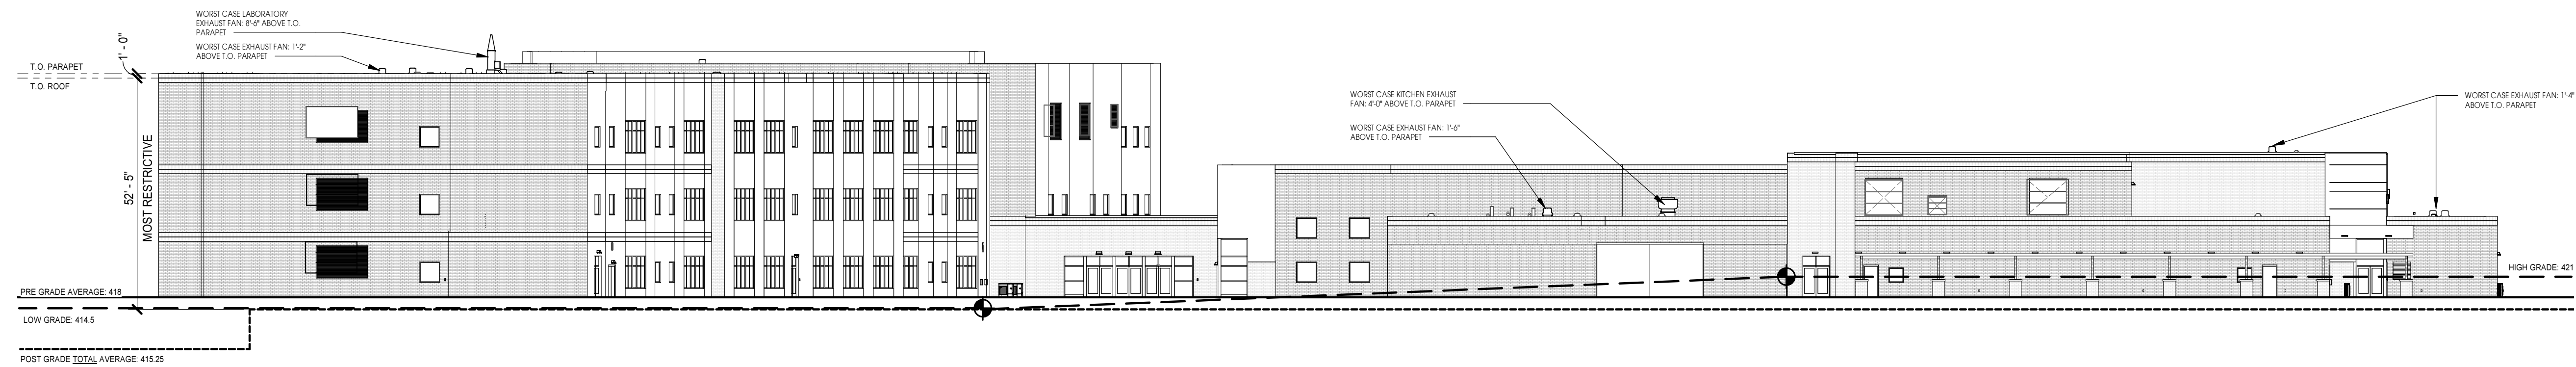 WORST CASE LABORATORY
EXHAUST FAN: 8'-6" ABOVE T.O.
PARAPET
WORST CASE EXHAUST FAN: 1'-2"
ABOVE T.O. PARAPET
1' - 0"
T.O. PARAPET
T.O. ROOF
52' - 5"
MOST RESTRICTIVE
WORST CASE KITCHEN EXHAUST
FAN: 4'-0" ABOVE T.O. PARAPET
WORST CASE EXHAUST FAN: 1'-6"
ABOVE T.O. PARAPET
WORST CASE EXHAUST FAN: 1'-4"
ABOVE T.O. PARAPET
HIGH GRADE: 421
PRE GRADE AVERAGE: 418
LOW GRADE: 414.5
POST GRADE TOTAL AVERAGE: 415.25